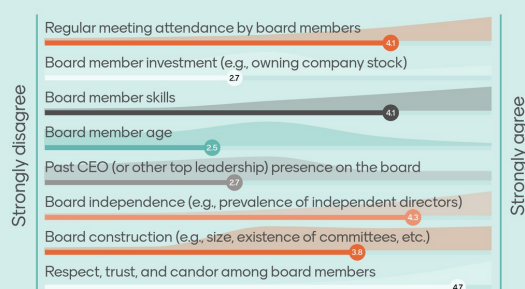 Regular meeting attendance by board members
4.1
Board member investment (e.g., owning company stock)
2.7
Board member skills
4.1
Board member age
2.5
Past CEO (or other top leadership) presence on the board
2.7
Board independence (e.g., prevalence of independent directors)
4.3
Board construction (e.g., size, existence of committees, etc.)
3.8
Respect, trust, and candor among board members
4.7
Strongly disagree
Strongly agree